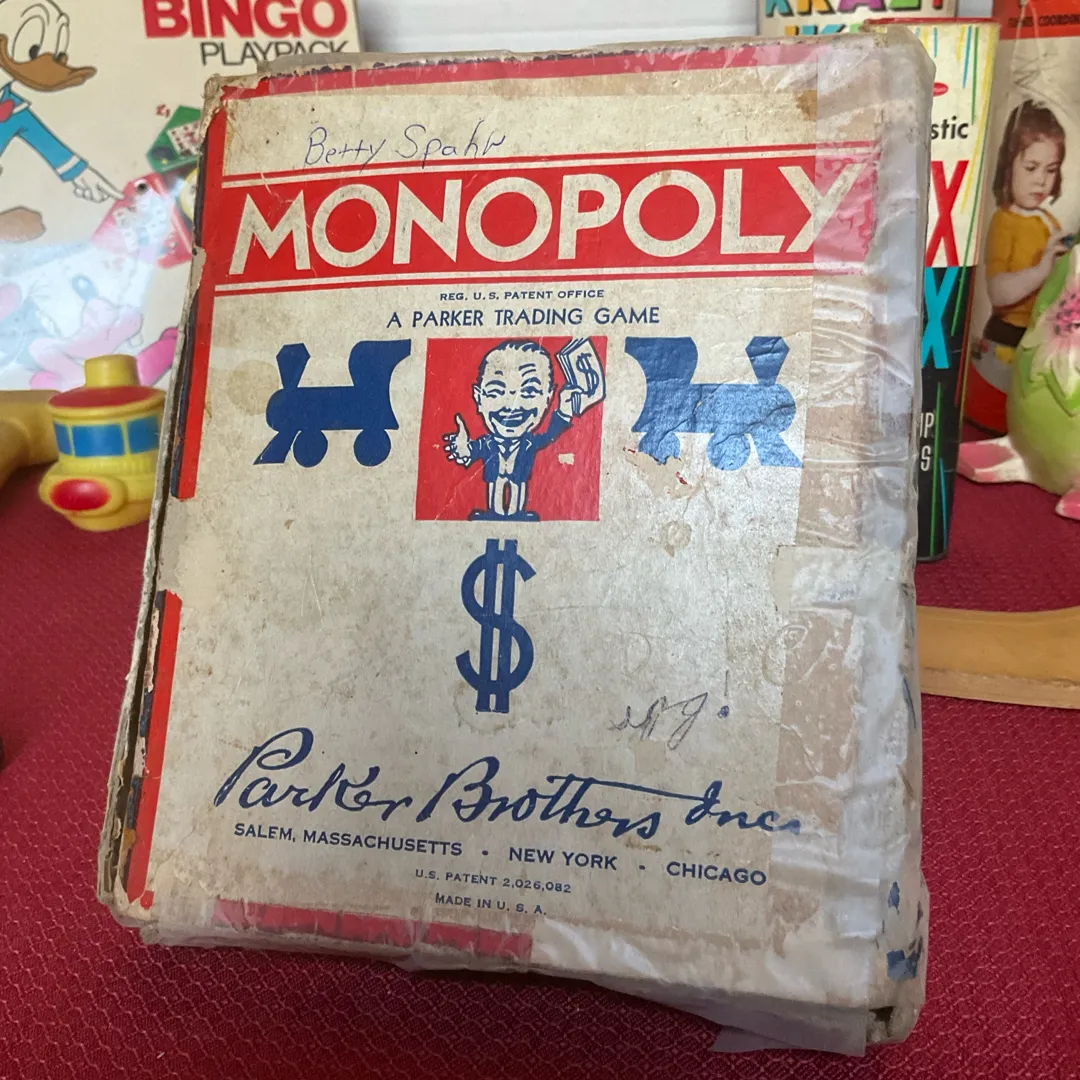 BINGO
PLAYPACK
Betty Spahr
MONOPOLY
REG. U.S. PATENT OFFICE
A PARKER TRADING GAME
$
$
Parker Brothers Inc.
SALEM, MASSACHUSETTS • NEW YORK • CHICAGO
U.S. PATENT 2,026,082
MADE IN U.S.A.